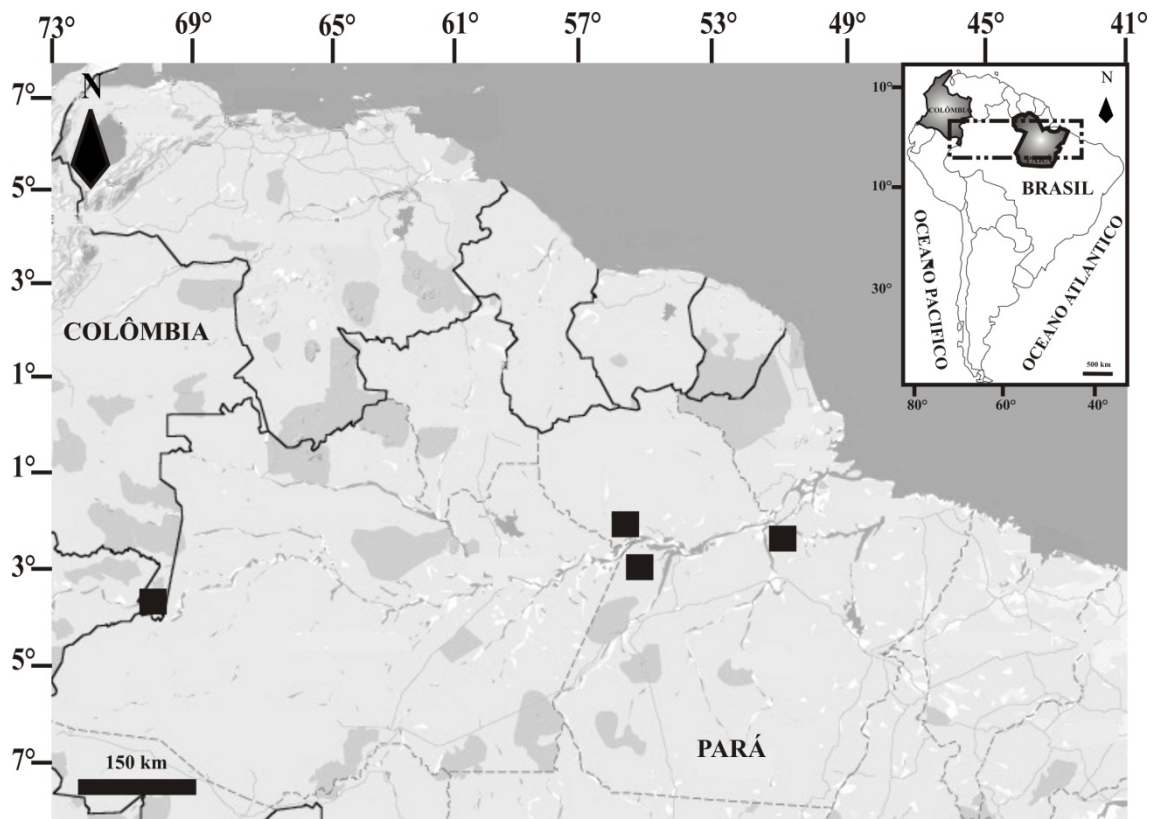 73° 69° 65° 61° 57° 53° 49° 45° 41°
7°
5°
3°
1°
1°
3°
5°
7°
N
COLÔMBIA
PARÁ
150 km
10°
10°
30°
N
COLÔMBIA
BRASIL
OCEANO PACIFICO
OCEANO ATLANTICO
500 km
80° 60° 40°